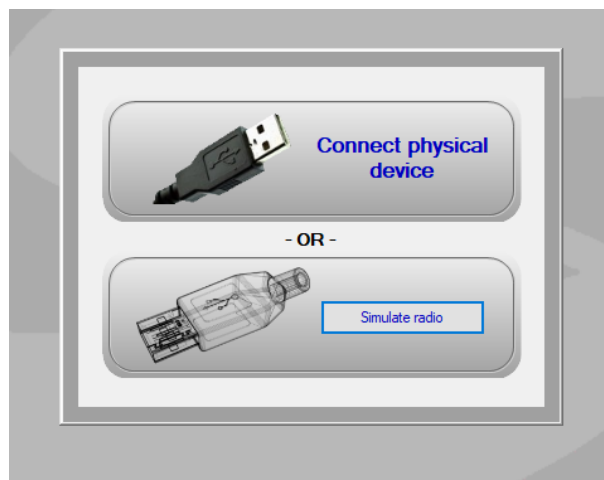 Connect physical
device
- OR -
Simulate radio